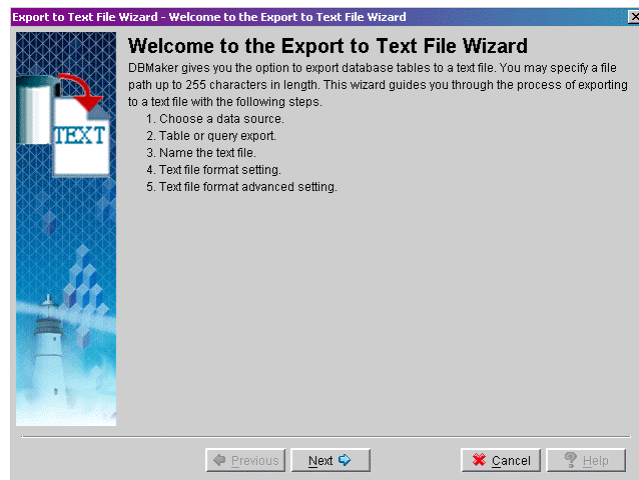 Export to Text File Wizard - Welcome to the Export to Text File Wizard
Welcome to the Export to Text File Wizard
DBMaker gives you the option to export database tables to a text file. You may specify a file
path up to 255 characters in length. This wizard guides you through the process of exporting
to a text file with the following steps.
1. Choose a data source.
2. Table or query export.
3. Name the text file.
4. Text file format setting.
5. Text file format advanced setting.
TEXT
Previous Next Cancel Help